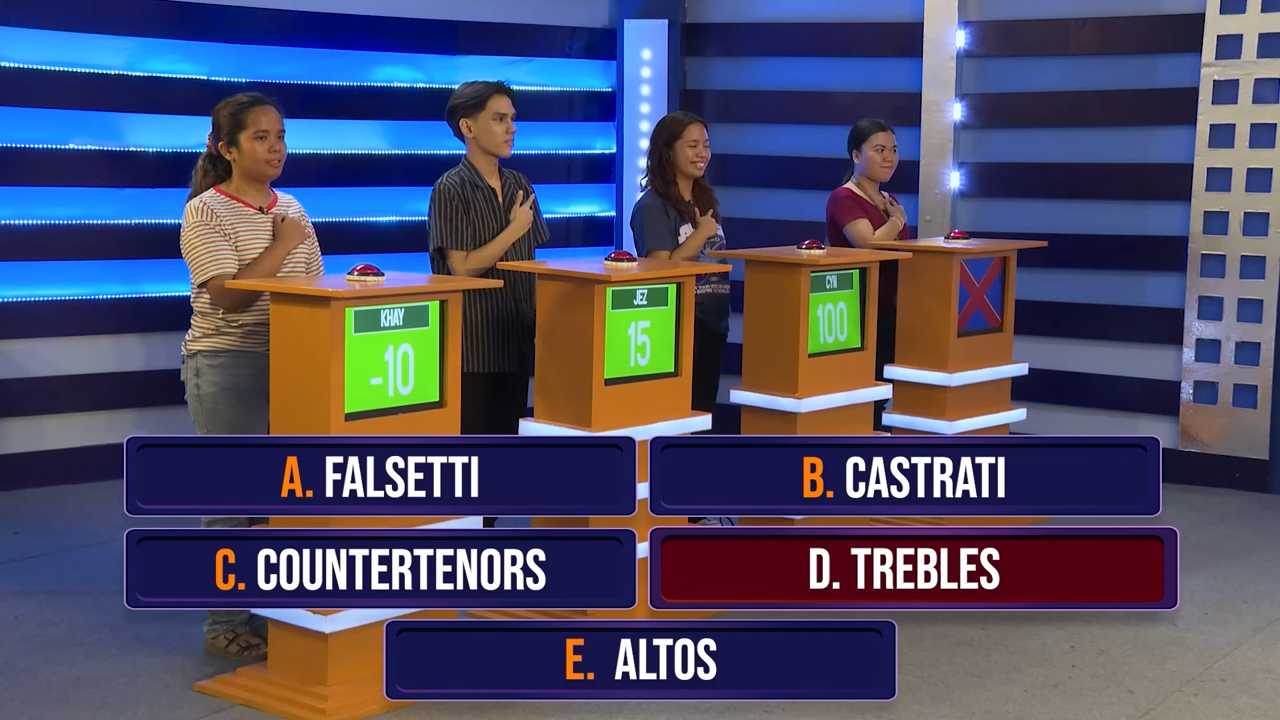 KHAY
-10
JEZ
15
CYN
100
A. FALSETTI
B. CASTRATI
C. COUNTERTENORS
D. TREBLES
E. ALTOS